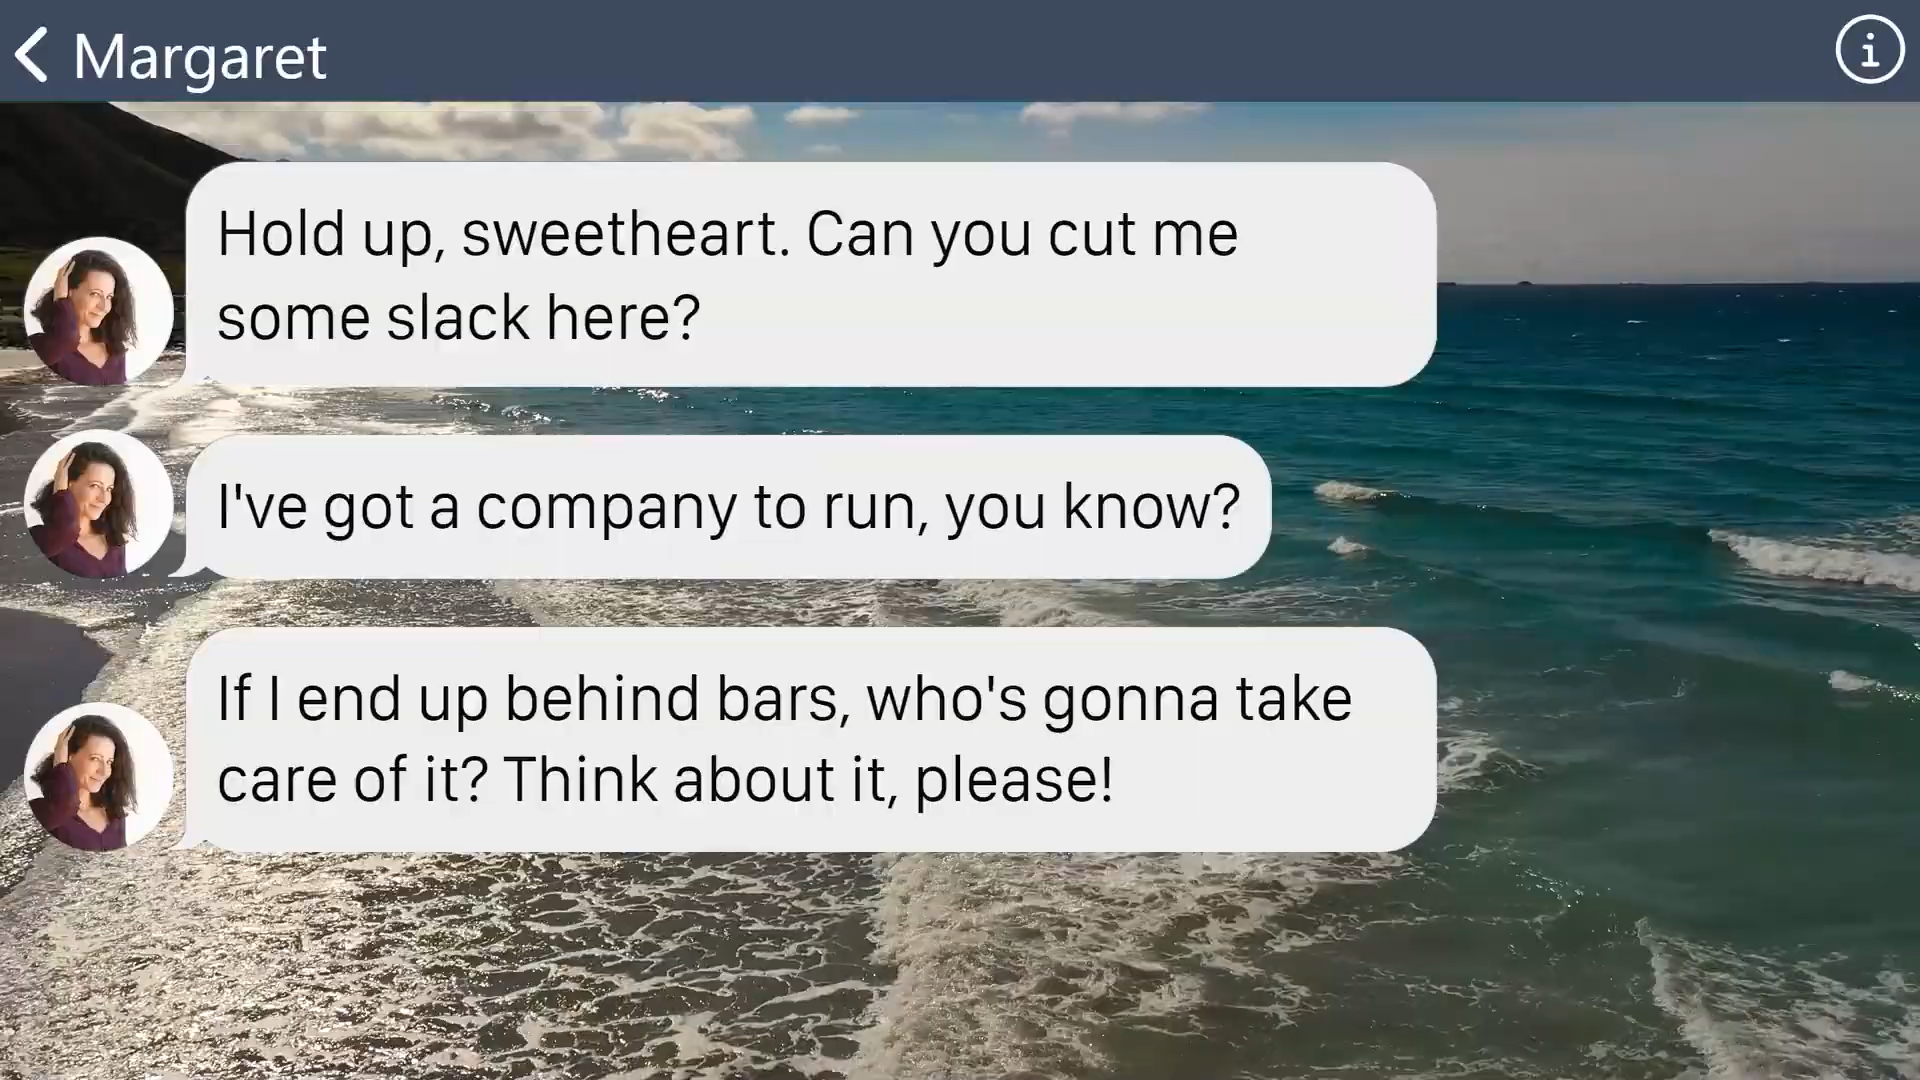 Margaret
Hold up, sweetheart. Can you cut me
some slack here?
I've got a company to run, you know?
If I end up behind bars, who's gonna take
care of it? Think about it, please!